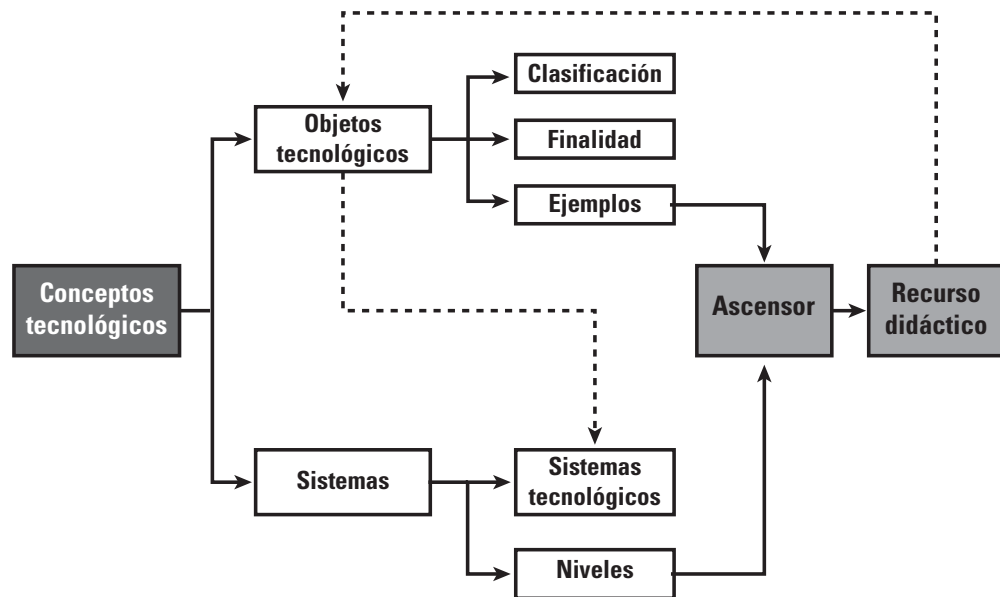 Clasificación
Objetos
tecnológicos
Finalidad
Ejemplos
Conceptos
tecnológicos
Ascensor
Recurso
didáctico
Sistemas
Sistemas
tecnológicos
Niveles